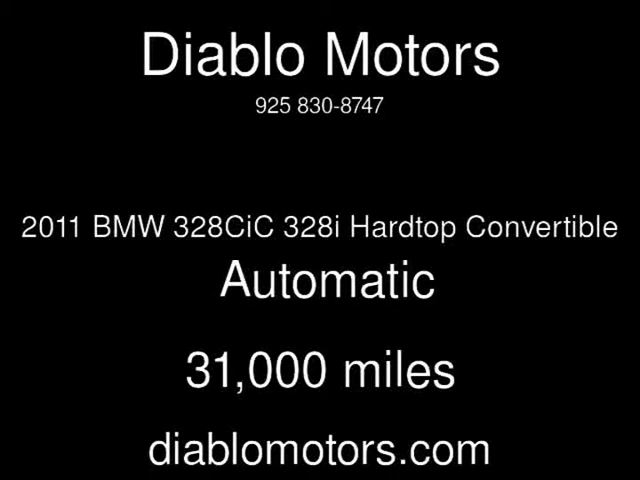 Diablo Motors
925 830-8747
2011 BMW 328CiC 328i Hardtop Convertible
Automatic
31,000 miles
diablomotors.com